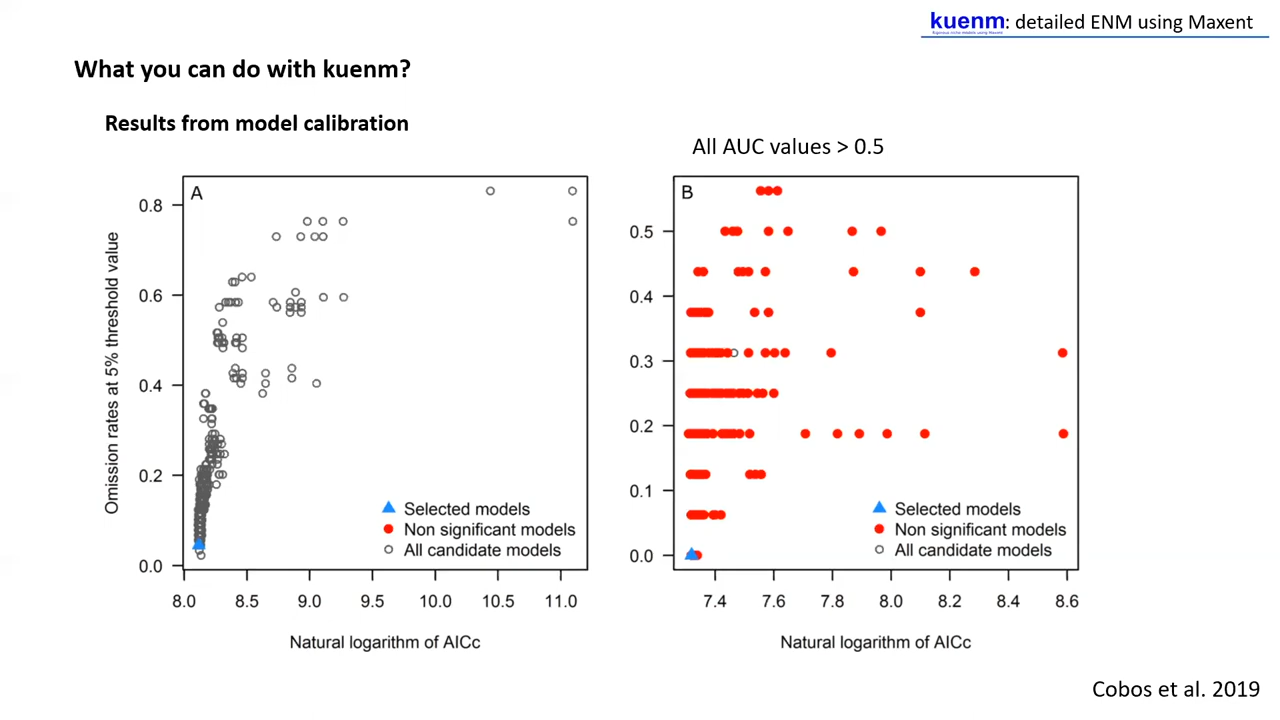 kuenm: detailed ENM using Maxent
Rigorous niche models using Maxent
What you can do with kuenm?
Results from model calibration
All AUC values > 0.5
A
0.8
0.6
0.4
0.2
0.0
Omission rates at 5% threshold value
Selected models
Non significant models
All candidate models
8.0 8.5 9.0 9.5 10.0 10.5 11.0
Natural logarithm of AICc
B
0.5
0.4
0.3
0.2
0.1
0.0
Selected models
Non significant models
All candidate models
7.4 7.6 7.8 8.0 8.2 8.4 8.6
Natural logarithm of AICc
Cobos et al. 2019